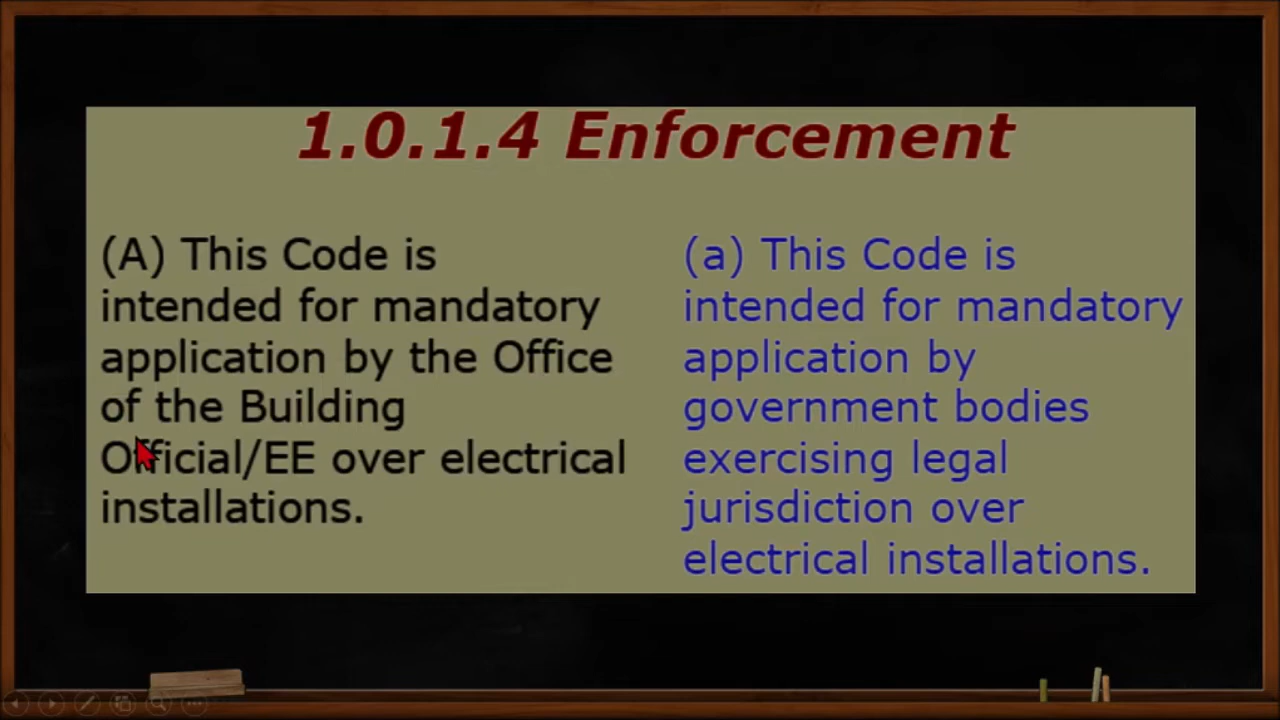 1.0.1.4 Enforcement
(A) This Code is
intended for mandatory
application by the Office
of the Building
Official/EE over electrical
installations.
(a) This Code is
intended for mandatory
application by
government bodies
exercising legal
jurisdiction over
electrical installations.